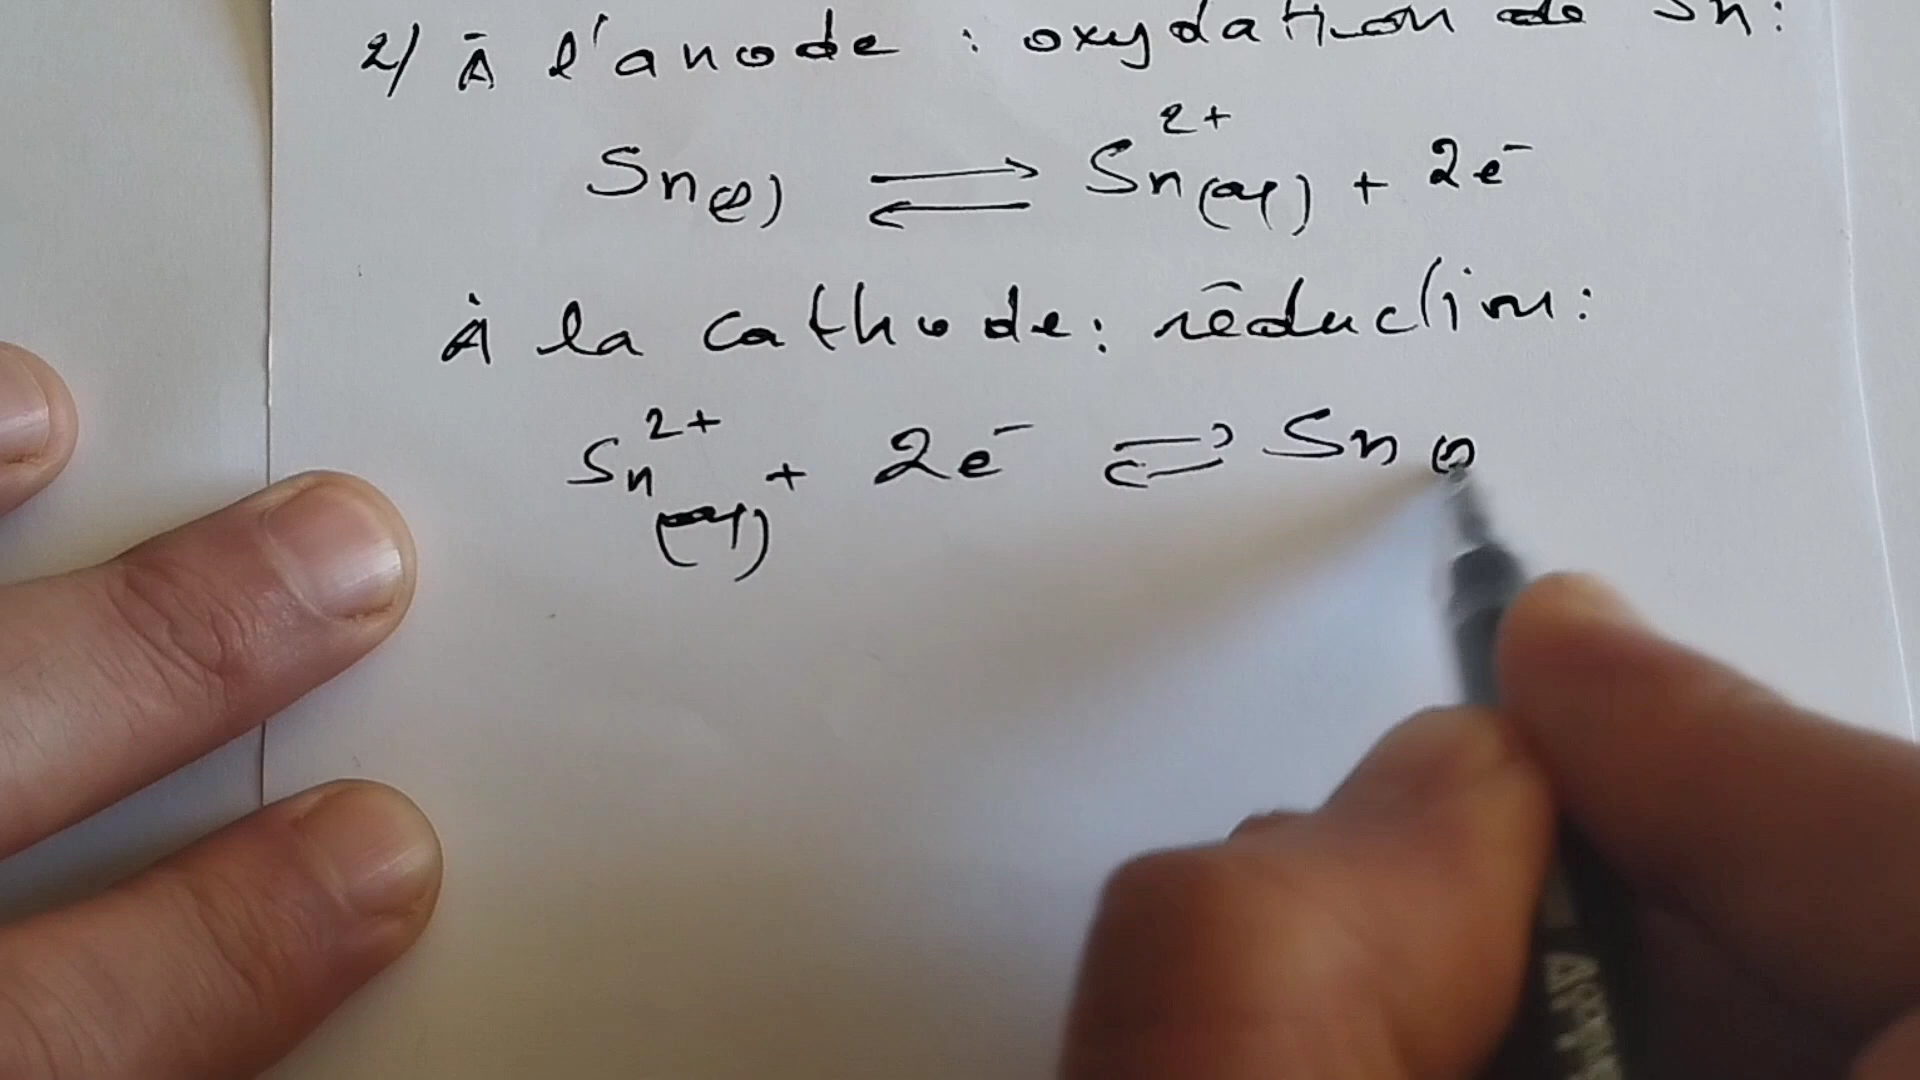 2) À l'anode : oxydation de Sn :
Sn(s) ⇌ Sn²⁺(aq) + 2e⁻
À la cathode : réduction :
Sn²⁺(aq) + 2e⁻ ⇌ Sn(s)